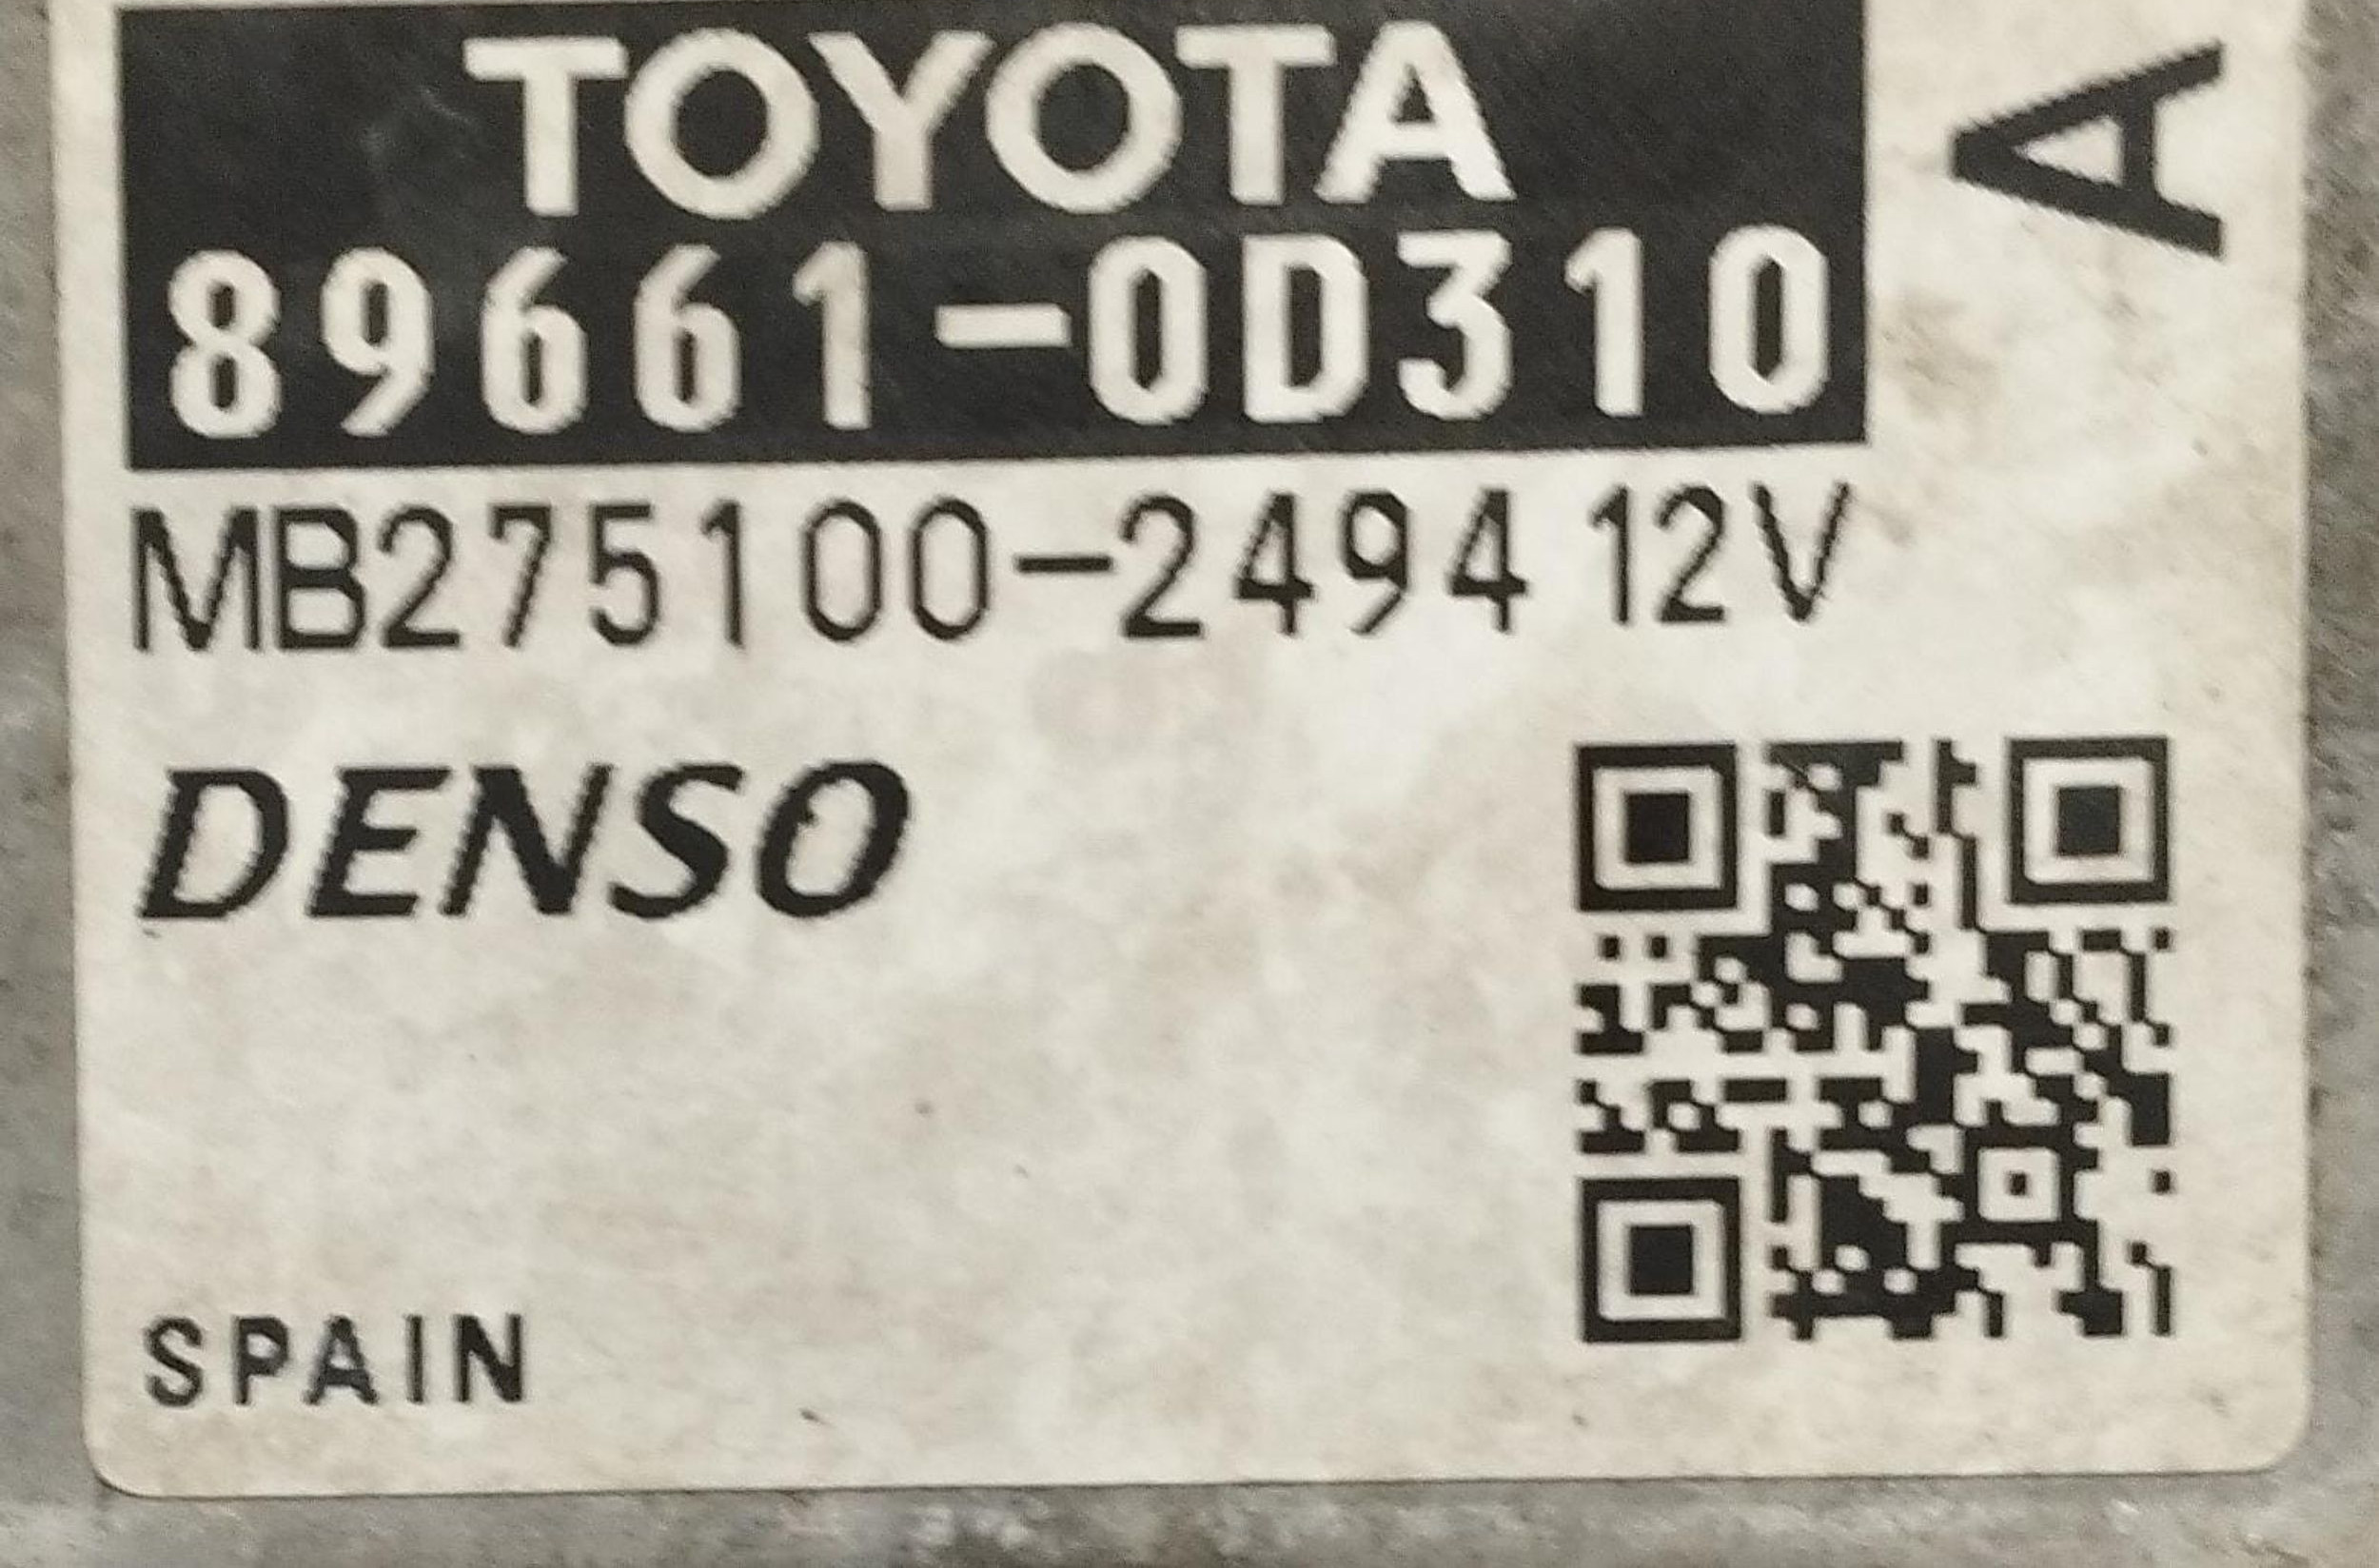 TOYOTA
A
89661-0D310
MB275100-2494 12V
DENSO
SPAIN